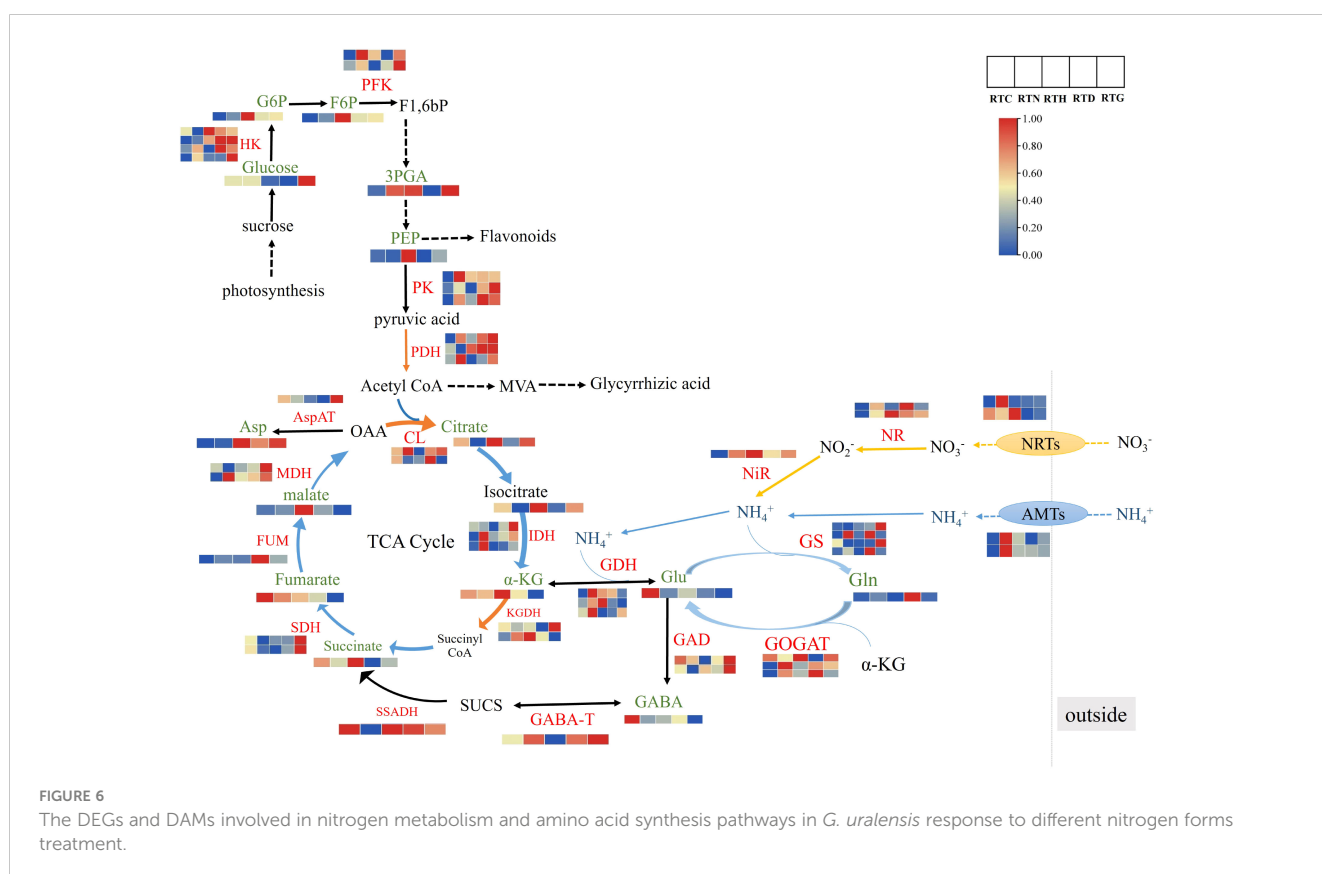 PFK
G6P
F6P
F1,6bP
RTC RTN RTH RTD RTG
1.00
0.80
0.60
0.40
0.20
0.00
HK
Glucose
3PGA
sucrose
PEP
Flavonoids
photosynthesis
PK
pyruvic acid
PDH
Acetyl CoA
MVA
Glycyrrhizic acid
AspAT
Asp
OAA
CL
Citrate
MDH
malate
Isocitrate
TCA Cycle
IDH
FUM
Fumarate
α-KG
KGDH
SDH
Succinate
Succinyl
CoA
SSADH
SUCS
GABA-T
GABA
GAD
GDH
Glu
GS
Gln
GOGAT
α-KG
NH₄⁺
NH₄⁺
NiR
NO₂⁻
NR
NO₃⁻
NRTs
NO₃⁻
NH₄⁺
AMTs
NH₄⁺
outside
FIGURE 6
The DEGs and DAMs involved in nitrogen metabolism and amino acid synthesis pathways in G. uralensis response to different nitrogen forms
treatment.